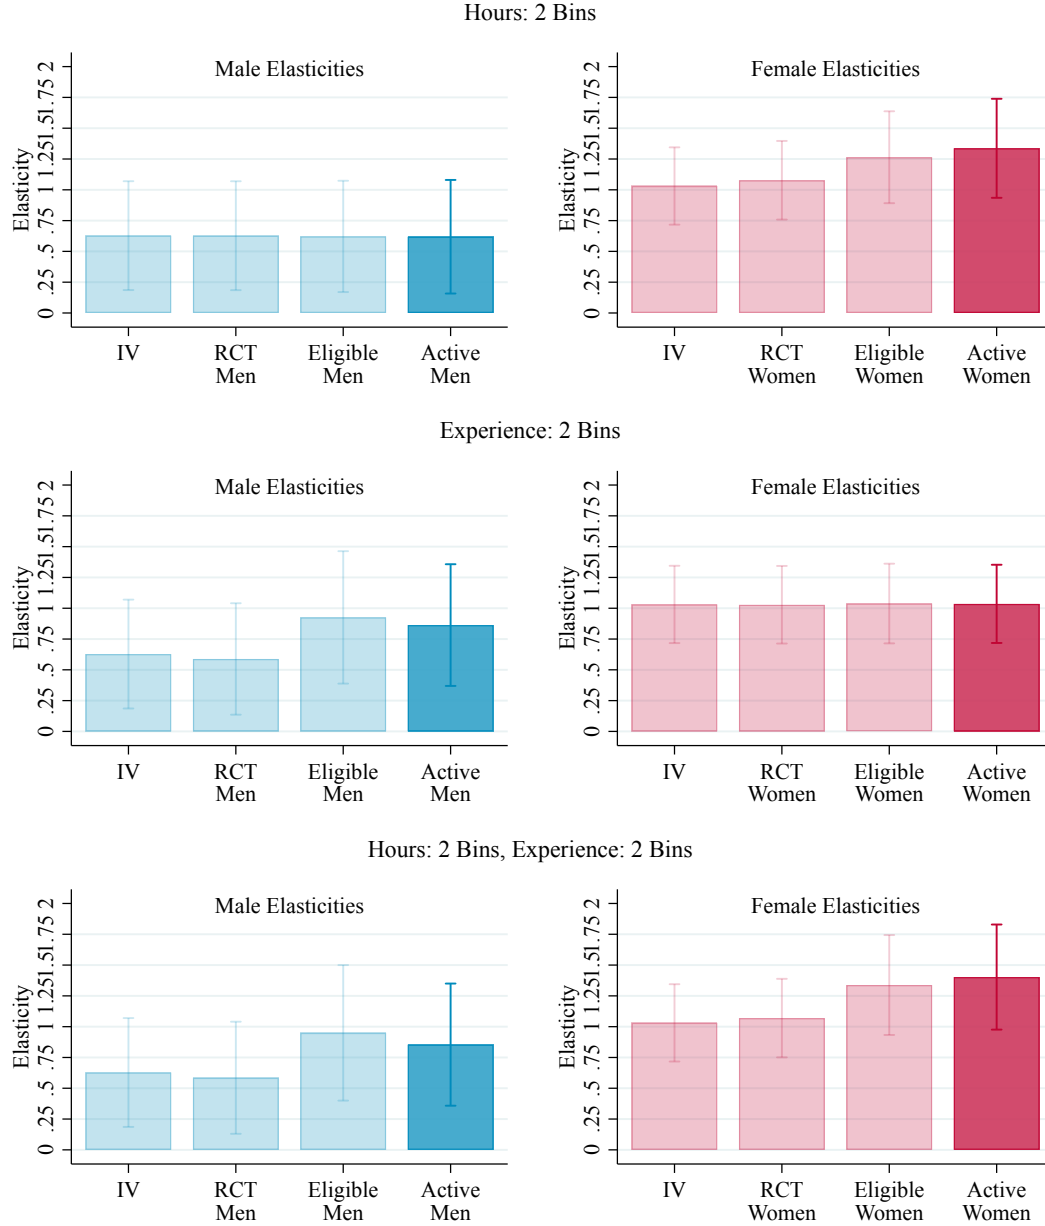 Hours: 2 Bins
Male Elasticities
Elasticity
0 .25 .5 .75 1 1.25 1.5 1.75 2
IV
RCT Men
Eligible Men
Active Men
Female Elasticities
Elasticity
0 .25 .5 .75 1 1.25 1.5 1.75 2
IV
RCT Women
Eligible Women
Active Women
Experience: 2 Bins
Male Elasticities
Elasticity
0 .25 .5 .75 1 1.25 1.5 1.75 2
IV
RCT Men
Eligible Men
Active Men
Female Elasticities
Elasticity
0 .25 .5 .75 1 1.25 1.5 1.75 2
IV
RCT Women
Eligible Women
Active Women
Hours: 2 Bins, Experience: 2 Bins
Male Elasticities
Elasticity
0 .25 .5 .75 1 1.25 1.5 1.75 2
IV
RCT Men
Eligible Men
Active Men
Female Elasticities
Elasticity
0 .25 .5 .75 1 1.25 1.5 1.75 2
IV
RCT Women
Eligible Women
Active Women